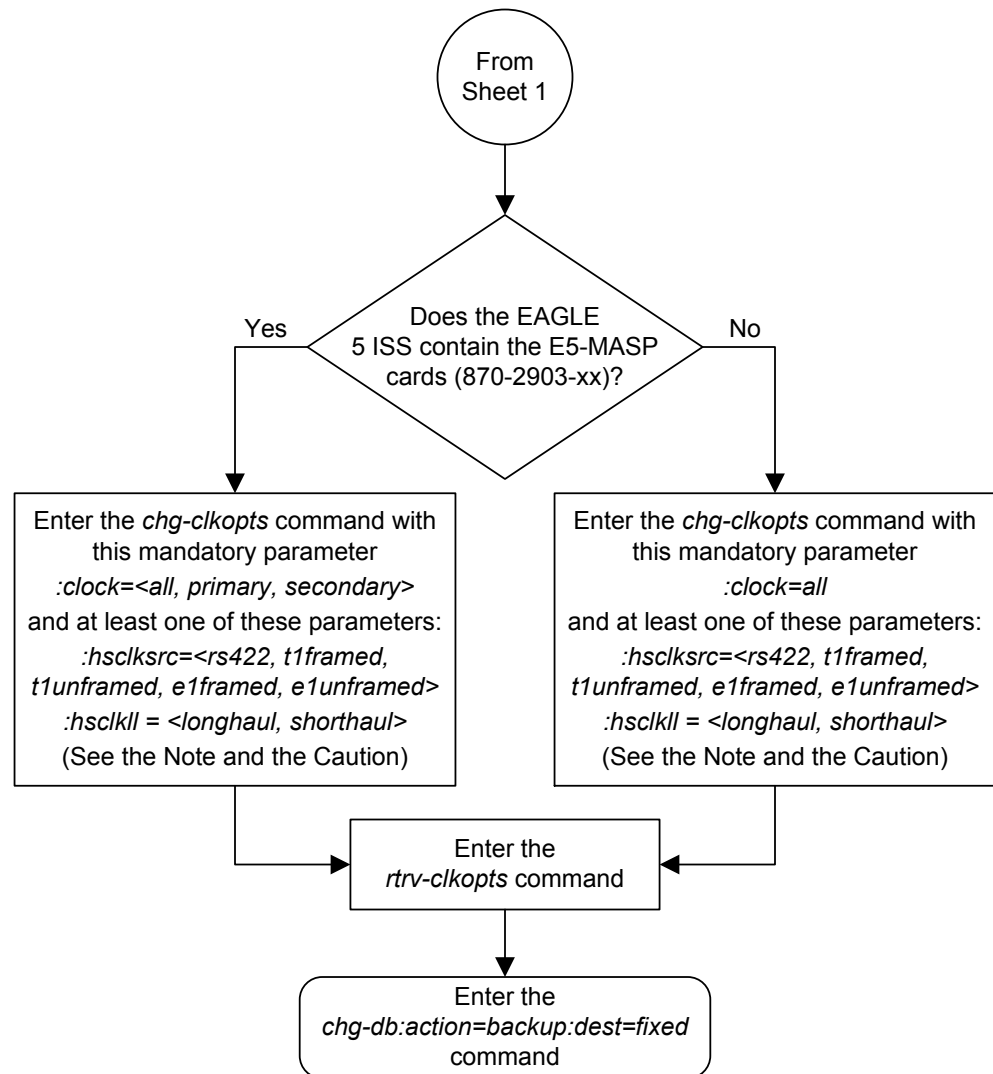 From
Sheet 1
Does the EAGLE
5 ISS contain the E5-MASP
cards (870-2903-xx)?
Yes
No
Enter the chg-clkopts command with
this mandatory parameter
:clock=<all, primary, secondary>
and at least one of these parameters:
:hsclksrc=<rs422, t1framed,
t1unframed, e1framed, e1unframed>
:hsclkll = <longhaul, shorthaul>
(See the Note and the Caution)
Enter the chg-clkopts command with
this mandatory parameter
:clock=all
and at least one of these parameters:
:hsclksrc=<rs422, t1framed,
t1unframed, e1framed, e1unframed>
:hsclkll = <longhaul, shorthaul>
(See the Note and the Caution)
Enter the
rtrv-clkopts command
Enter the
chg-db:action=backup:dest=fixed
command